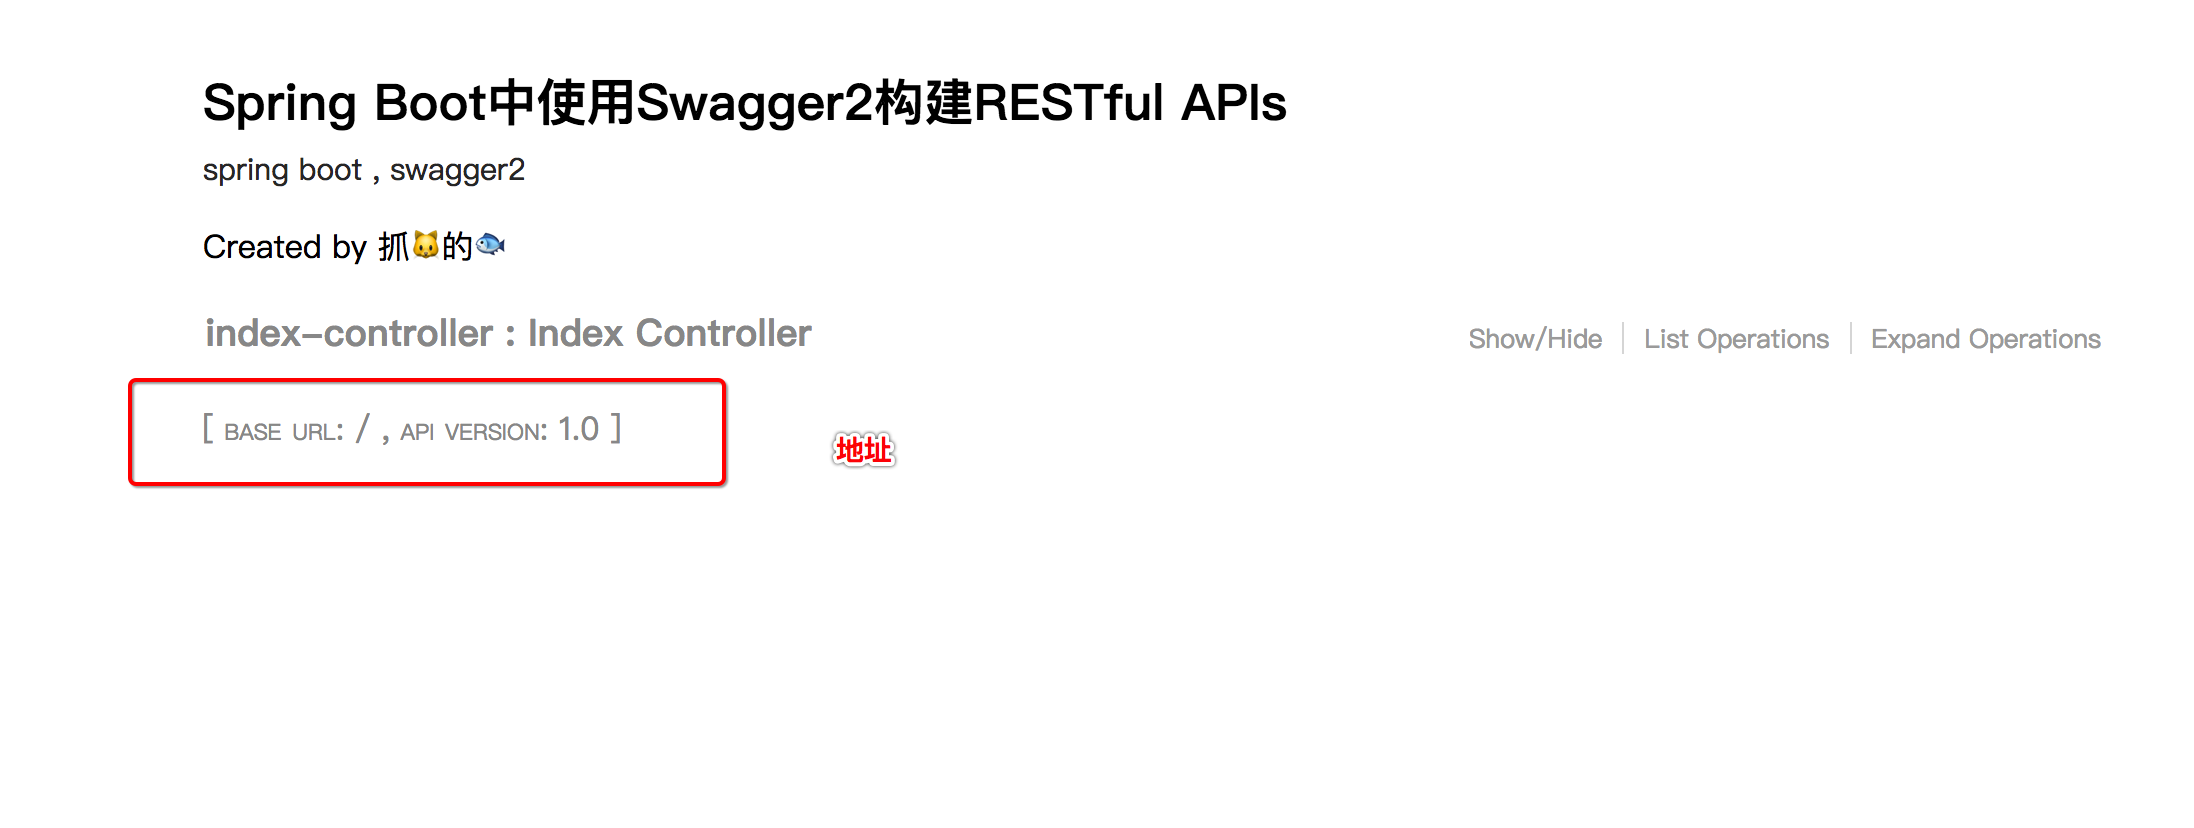 Spring Boot中使用Swagger2构建RESTful APIs
spring boot , swagger2
Created by 抓🐱的🐟
index-controller : Index Controller
Show/Hide
List Operations
Expand Operations
[ BASE URL: / , API VERSION: 1.0 ]
地址